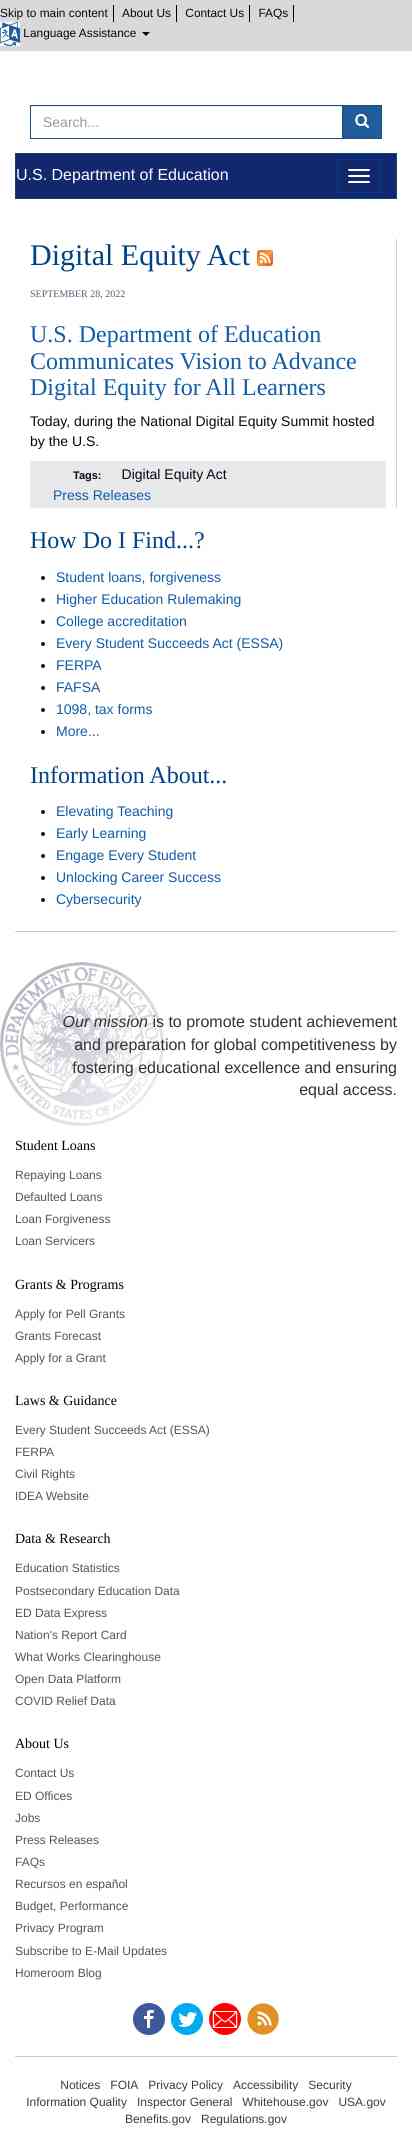 Skip to main content About Us Contact Us FAQs
Language Assistance
Search...
U.S. Department of Education
Digital Equity Act
SEPTEMBER 28, 2022
U.S. Department of Education
Communicates Vision to Advance
Digital Equity for All Learners
Today, during the National Digital Equity Summit hosted
by the U.S.
Tags: Digital Equity Act
Press Releases
How Do I Find...?
Student loans, forgiveness
Higher Education Rulemaking
College accreditation
Every Student Succeeds Act (ESSA)
FERPA
FAFSA
1098, tax forms
More...
Information About...
Elevating Teaching
Early Learning
Engage Every Student
Unlocking Career Success
Cybersecurity
Our mission is to promote student achievement
and preparation for global competitiveness by
fostering educational excellence and ensuring
equal access.
Student Loans
Repaying Loans
Defaulted Loans
Loan Forgiveness
Loan Servicers
Grants & Programs
Apply for Pell Grants
Grants Forecast
Apply for a Grant
Laws & Guidance
Every Student Succeeds Act (ESSA)
FERPA
Civil Rights
IDEA Website
Data & Research
Education Statistics
Postsecondary Education Data
ED Data Express
Nation's Report Card
What Works Clearinghouse
Open Data Platform
COVID Relief Data
About Us
Contact Us
ED Offices
Jobs
Press Releases
FAQs
Recursos en español
Budget, Performance
Privacy Program
Subscribe to E-Mail Updates
Homeroom Blog
Notices FOIA Privacy Policy Accessibility Security
Information Quality Inspector General Whitehouse.gov USA.gov
Benefits.gov Regulations.gov